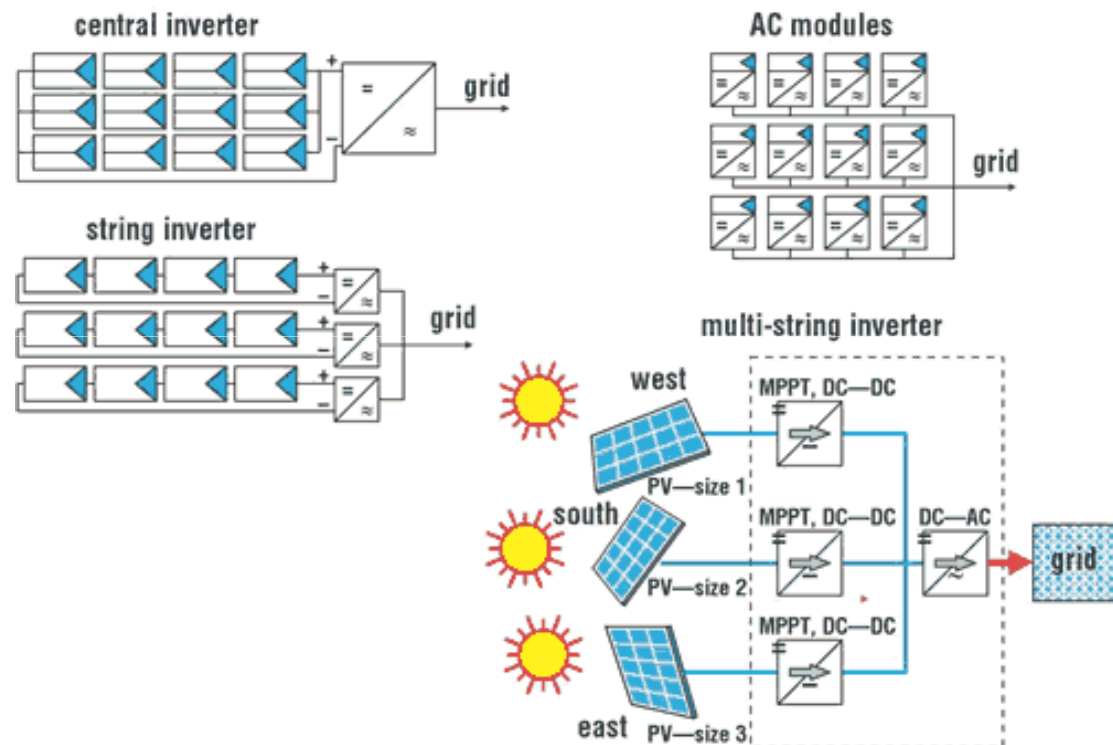 central inverter
+
=
≈
−
grid
AC modules
= ≈ = ≈ = ≈ = ≈
= ≈ = ≈ = ≈ = ≈
= ≈ = ≈ = ≈ = ≈
grid
string inverter
+
−
=
≈
+
−
=
≈
+
−
=
≈
grid
multi-string inverter
west
PV—size 1
MPPT, DC—DC
=
−
south
PV—size 2
MPPT, DC—DC
=
−
DC—AC
=
~
grid
east
PV—size 3
MPPT, DC—DC
=
−